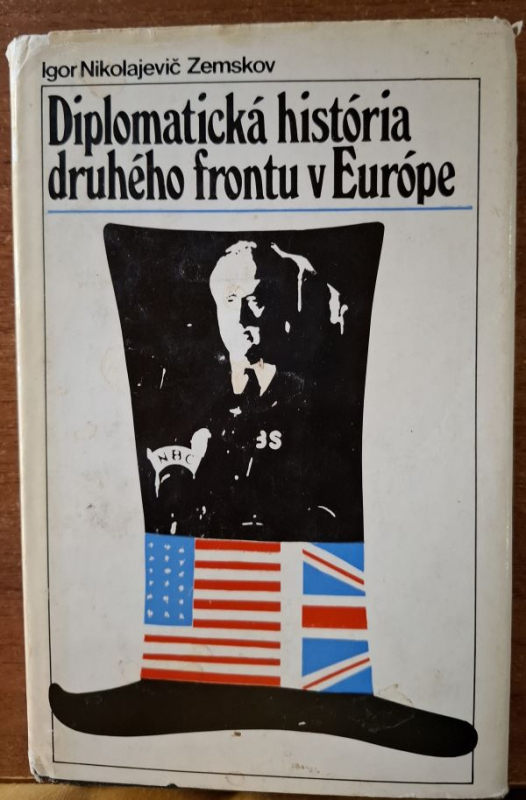 Igor Nikolajevič Zemskov
Diplomatická história
druhého frontu v Európe
BS
NBC